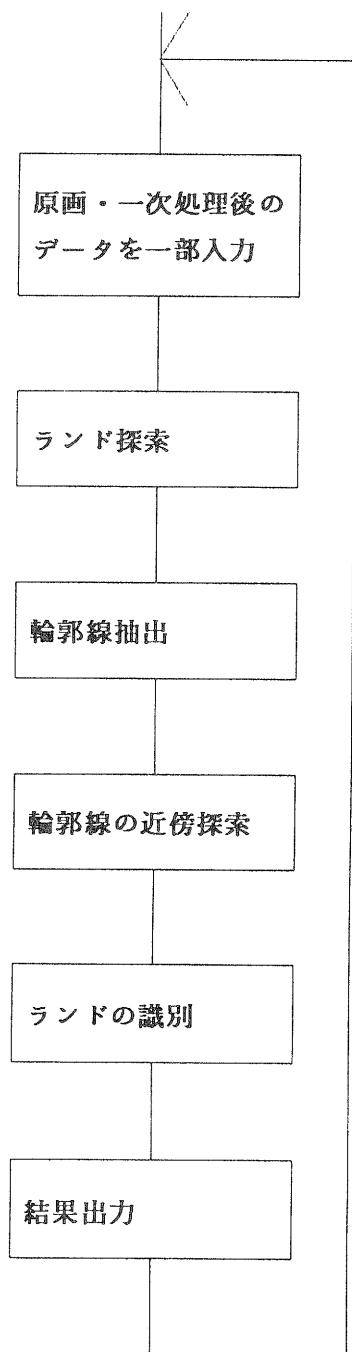 原画・一次処理後の
データを一部入力
ランド探索
輪郭線抽出
輪郭線の近傍探索
ランドの識別
結果出力